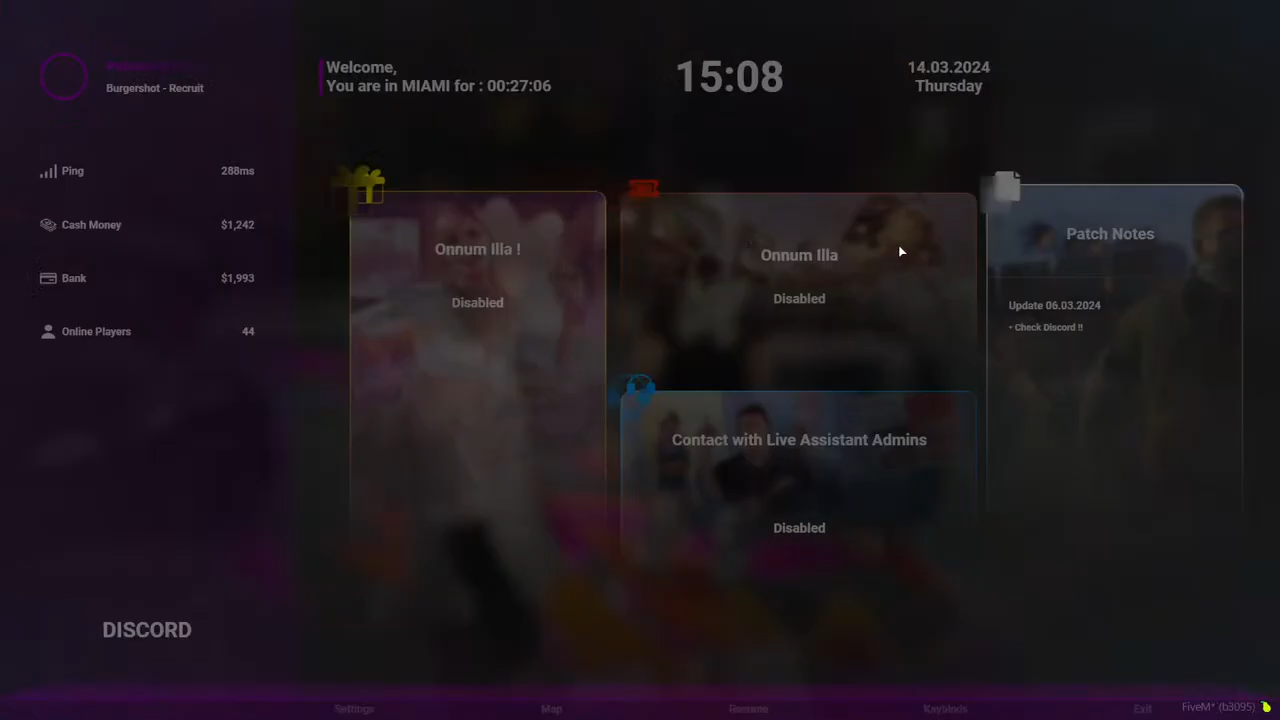 Burgershot - Recruit
Welcome,
You are in MIAMI for : 00:27:06
15:08
14.03.2024
Thursday
Ping 288ms
Cash Money $1,242
Bank $1,993
Online Players 44
Onnum Illa !
Disabled
Onnum Illa
Disabled
Contact with Live Assistant Admins
Disabled
Patch Notes
Update 06.03.2024
• Check Discord !!
DISCORD
Settings Map Resume Keybinds Exit
FiveM* (b3095)